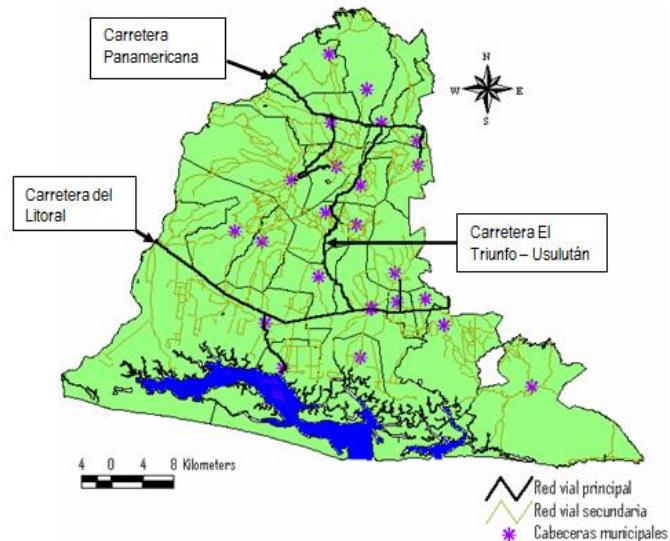 Carretera
Panamericana
N
W E
S
Carretera del
Litoral
Carretera El
Triunfo – Usulután
4 0 4 8 Kilometers
Red vial principal
Red vial secundaria
Cabeceras municipales